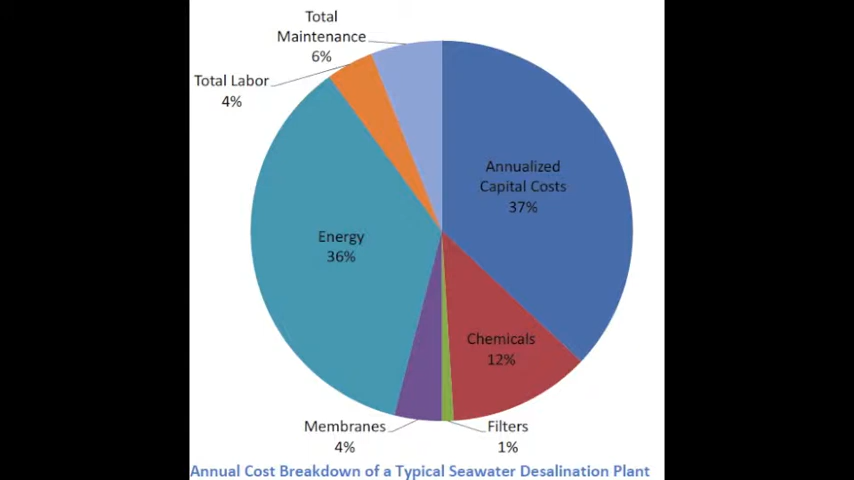 Total
Maintenance
6%
Total Labor
4%
Annualized
Capital Costs
37%
Energy
36%
Chemicals
12%
Membranes
4%
Filters
1%
Annual Cost Breakdown of a Typical Seawater Desalination Plant